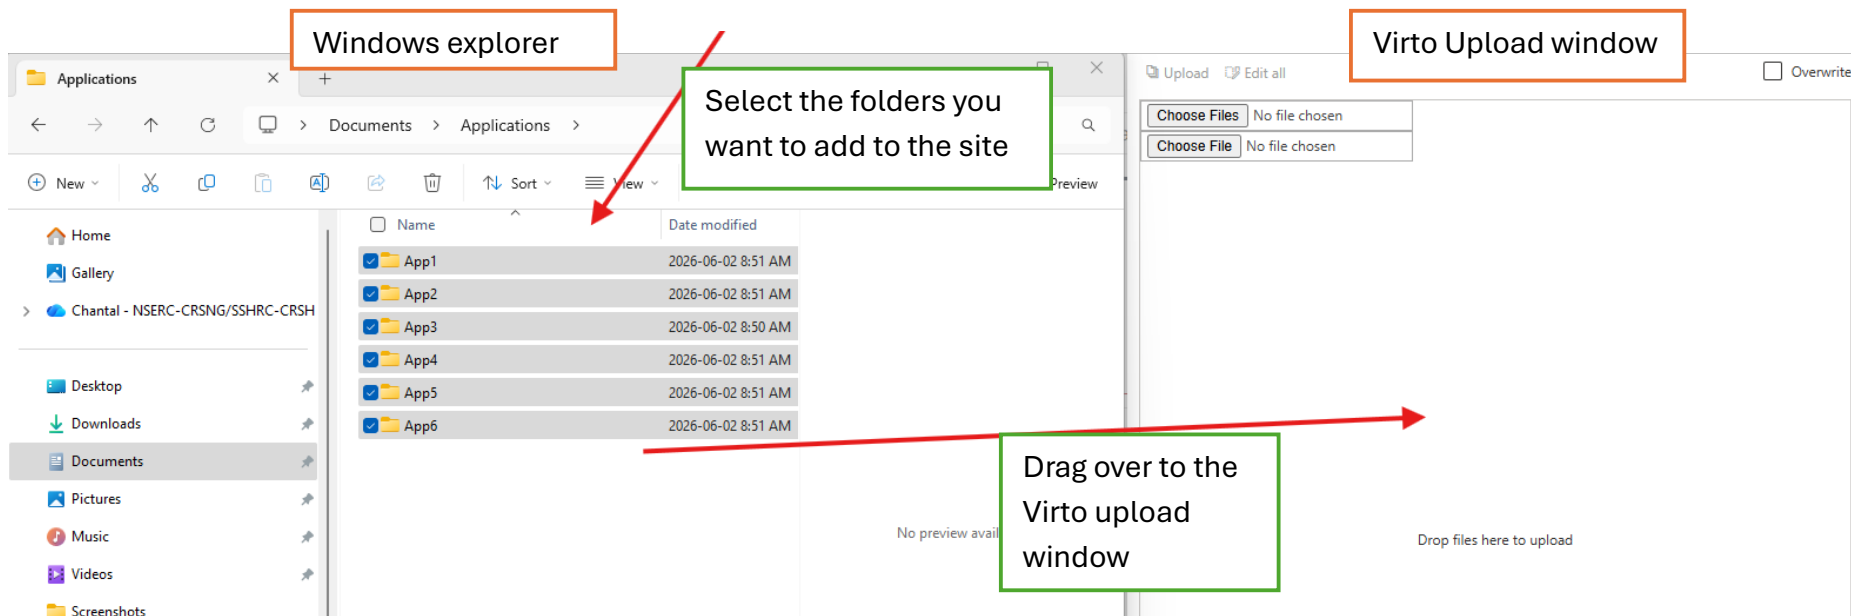 Windows explorer
Virto Upload window
Applications
Upload
Edit all
Overwrite
Select the folders you
want to add to the site
Documents > Applications >
Choose Files No file chosen
Choose File No file chosen
New
Sort
View
Preview
Name
Date modified
Home
Gallery
Chantal - NSERC-CRSNG/SSHRC-CRSH
Desktop
Downloads
Documents
Pictures
Music
Videos
Screenshots
App1 2026-06-02 8:51 AM
App2 2026-06-02 8:51 AM
App3 2026-06-02 8:50 AM
App4 2026-06-02 8:51 AM
App5 2026-06-02 8:51 AM
App6 2026-06-02 8:51 AM
No preview avail
Drag over to the
Virto upload
window
Drop files here to upload